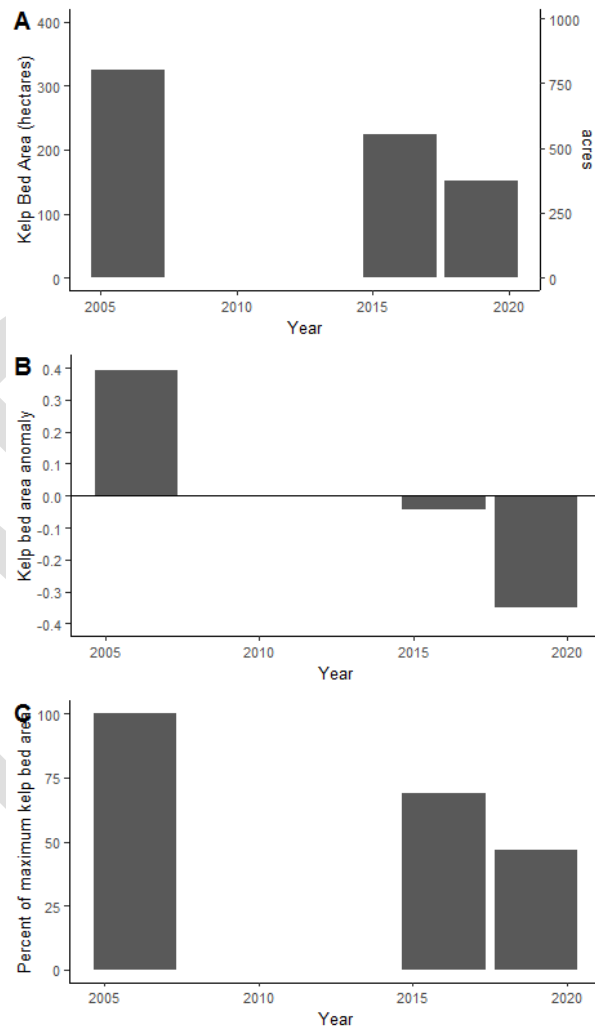 A
Kelp Bed Area (hectares)
400
300
200
100
0
1000
750
500
250
0
acres
2005 2010 2015 2020
Year
B
Kelp bed area anomaly
0.4
0.3
0.2
0.1
0.0
-0.1
-0.2
-0.3
-0.4
2005 2010 2015 2020
Year
C
Percent of maximum kelp bed area
100
75
50
25
0
2005 2010 2015 2020
Year